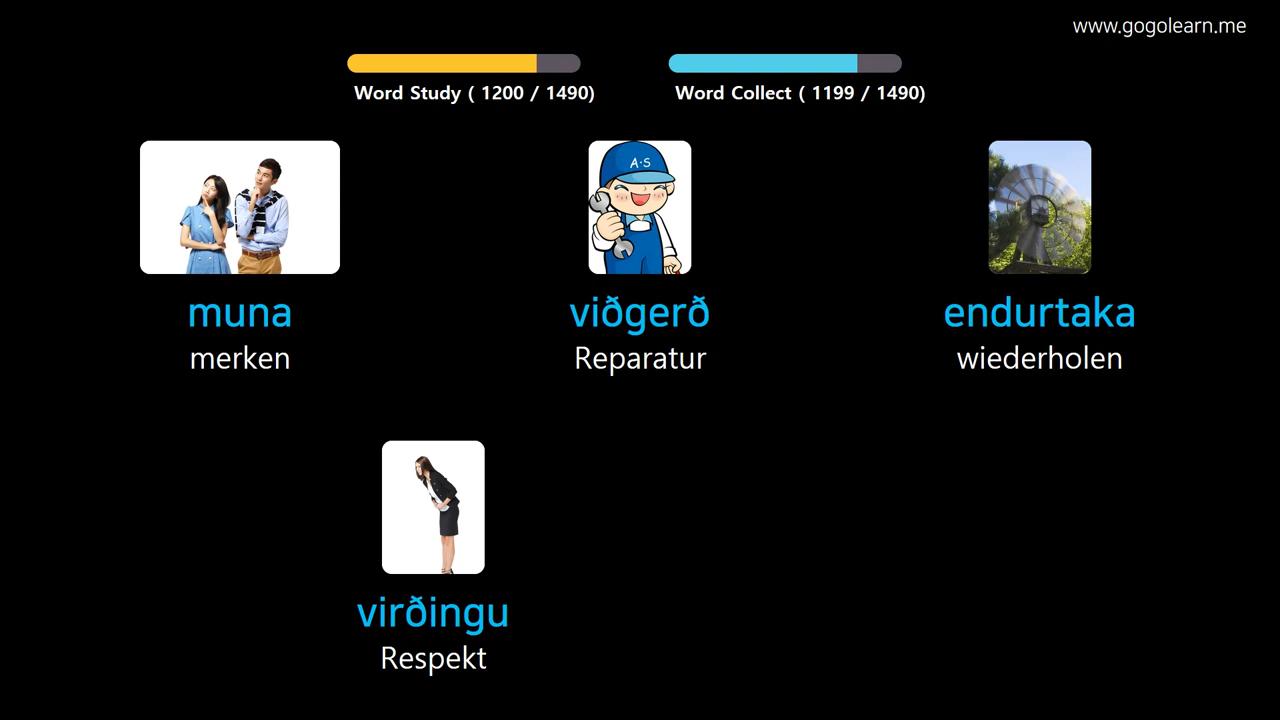 www.gogolearn.me
Word Study ( 1200 / 1490)
Word Collect ( 1199 / 1490)
A·S
muna
merken
viðgerð
Reparatur
endurtaka
wiederholen
virðingu
Respekt